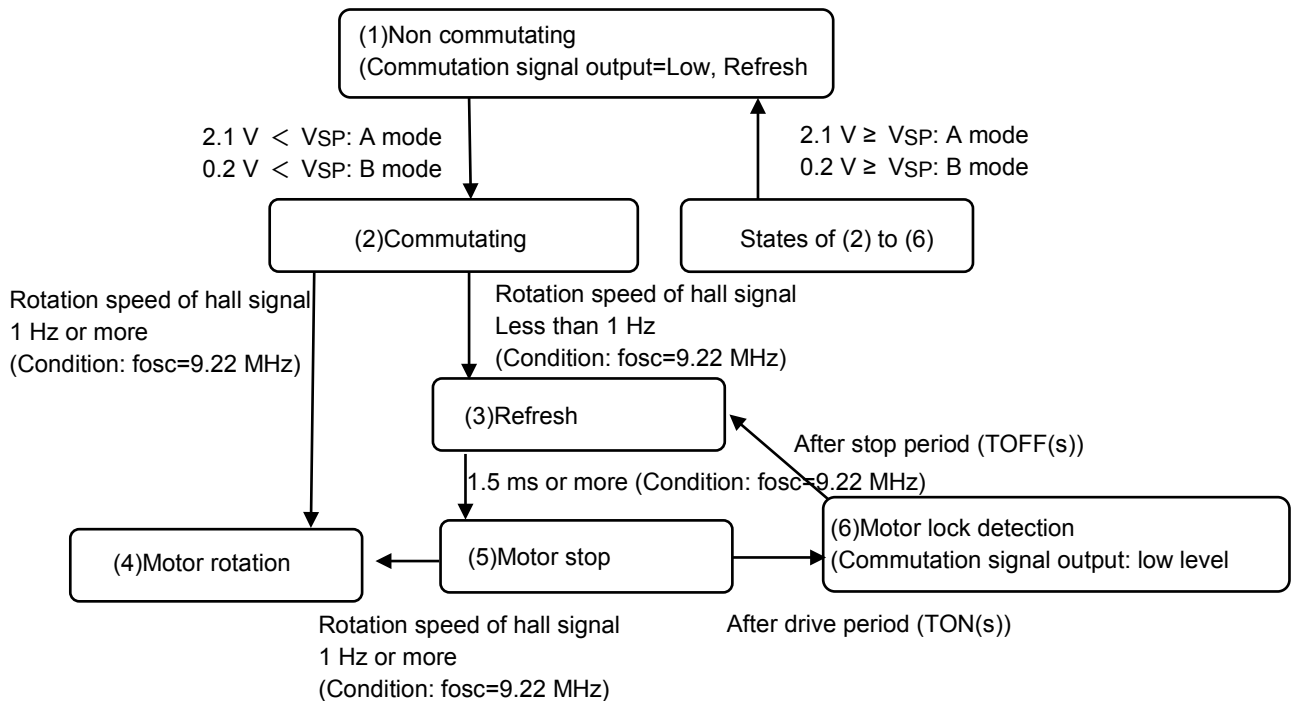 (1)Non commutating
(Commutation signal output=Low, Refresh
2.1 V ＜ VSP: A mode
0.2 V ＜ VSP: B mode
2.1 V ≥ VSP: A mode
0.2 V ≥ VSP: B mode
(2)Commutating
States of (2) to (6)
Rotation speed of hall signal
1 Hz or more
(Condition: fosc=9.22 MHz)
Rotation speed of hall signal
Less than 1 Hz
(Condition: fosc=9.22 MHz)
(3)Refresh
After stop period (TOFF(s))
1.5 ms or more (Condition: fosc=9.22 MHz)
(4)Motor rotation
(5)Motor stop
(6)Motor lock detection
(Commutation signal output: low level
Rotation speed of hall signal
1 Hz or more
(Condition: fosc=9.22 MHz)
After drive period (TON(s))